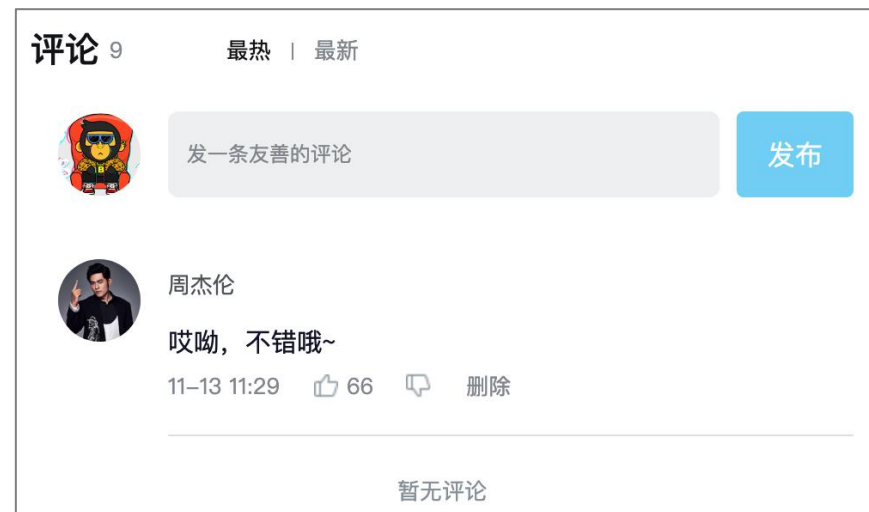 评论 9 最热 | 最新
发一条友善的评论 发布
周杰伦
哎呦，不错哦~
11-13 11:29 66 删除
暂无评论